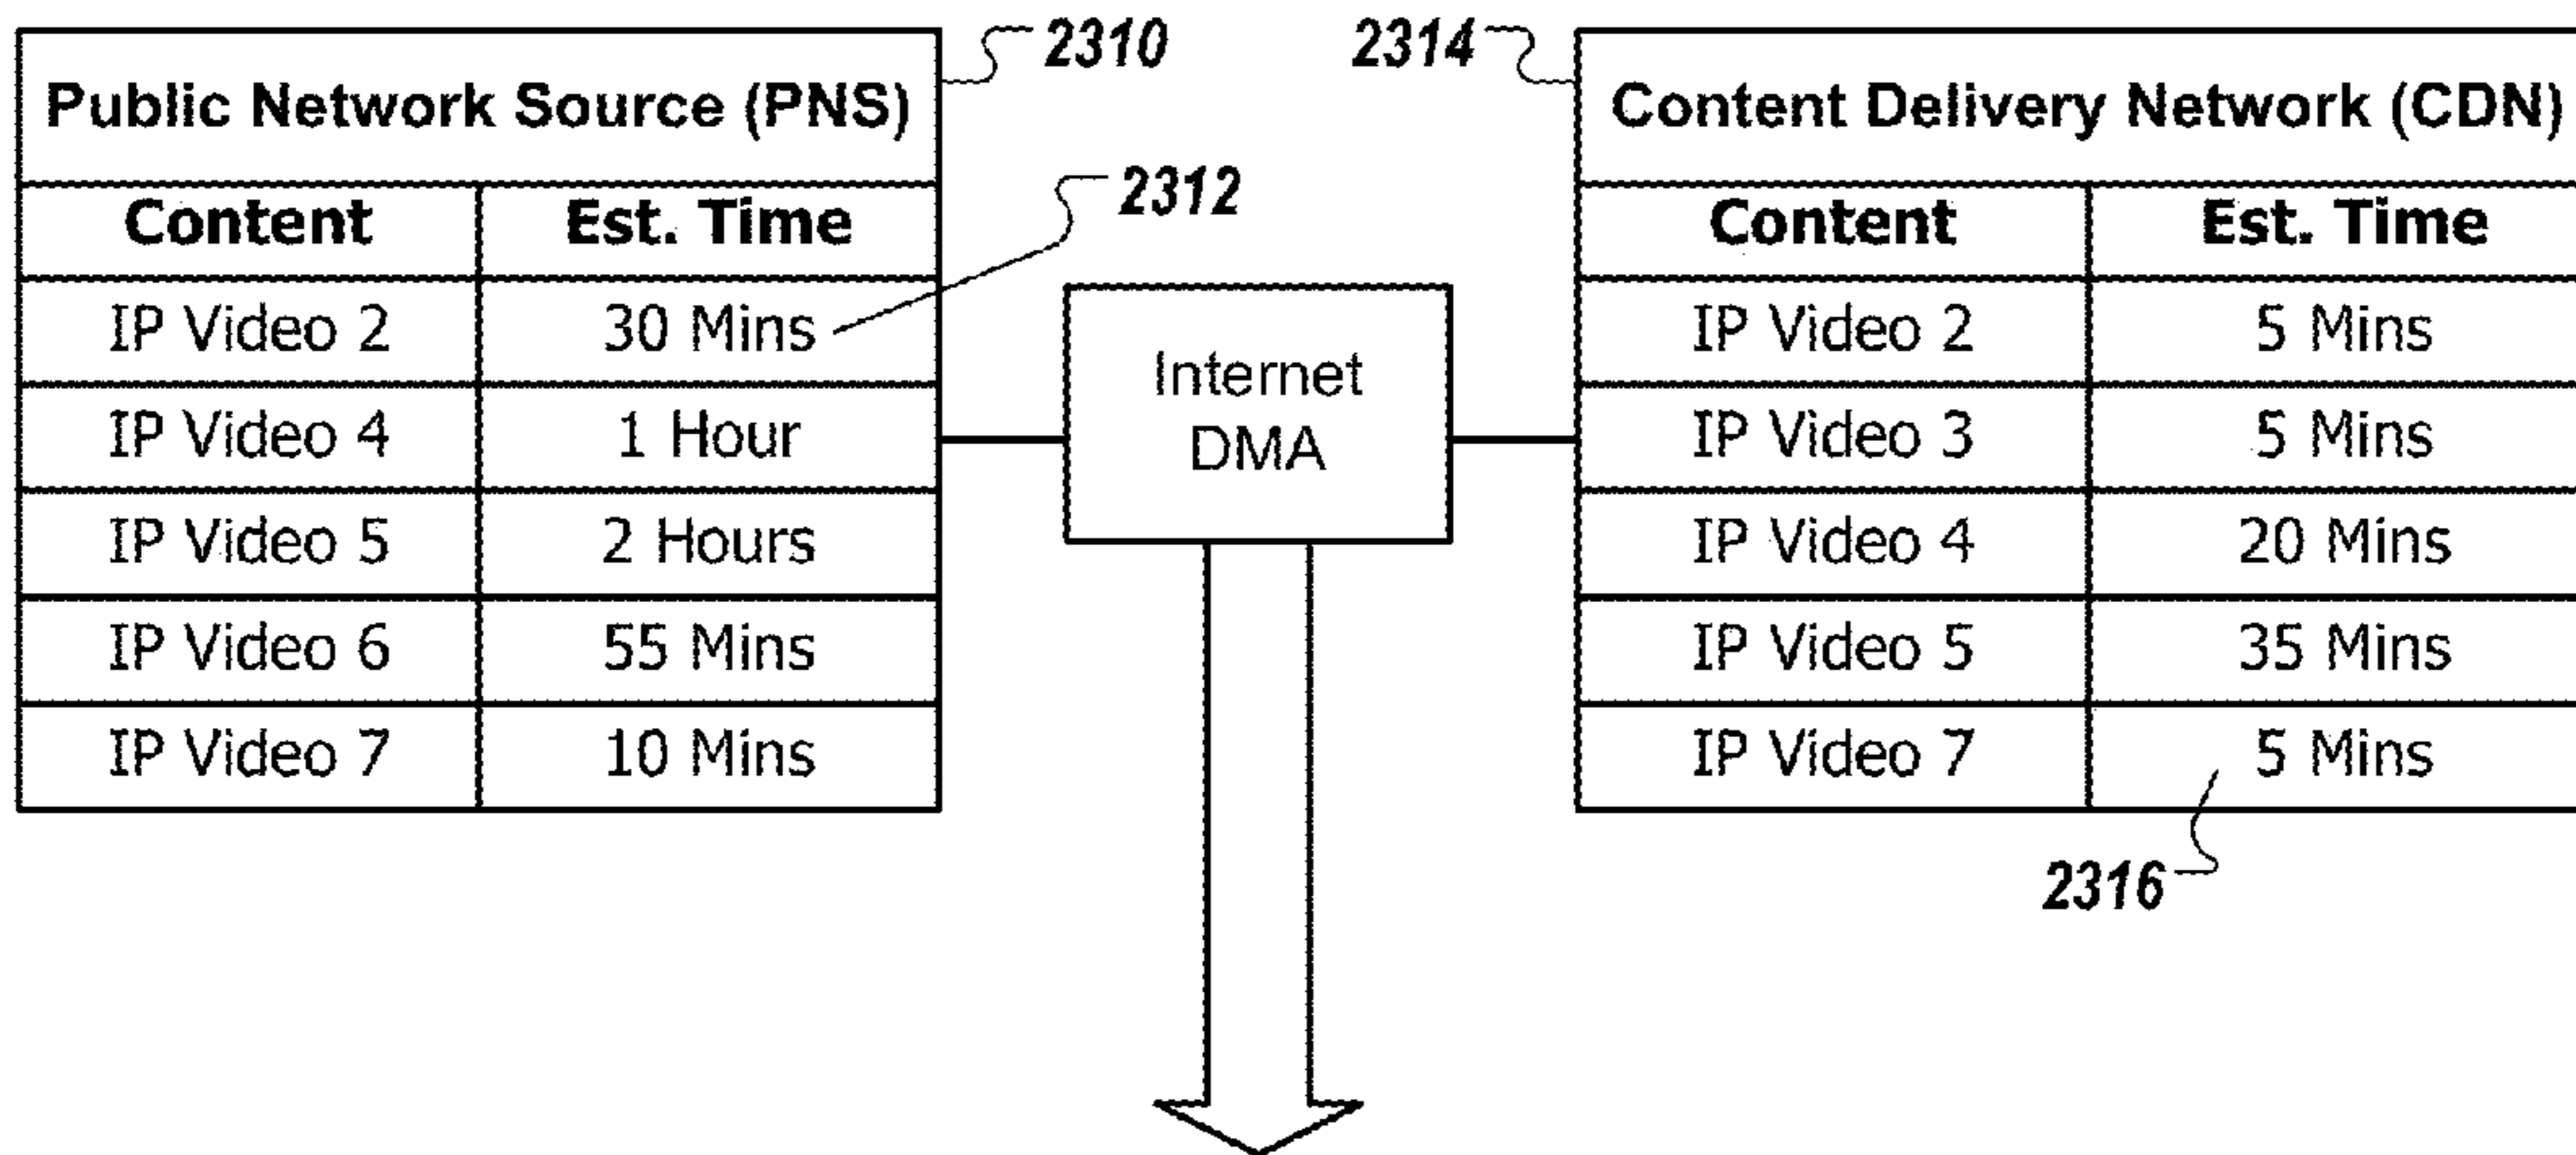 2310
2314
Public Network Source (PNS)
Content Est. Time
IP Video 2 30 Mins
IP Video 4 1 Hour
IP Video 5 2 Hours
IP Video 6 55 Mins
IP Video 7 10 Mins
2312
Internet
DMA
Content Delivery Network (CDN)
Content Est. Time
IP Video 2 5 Mins
IP Video 3 5 Mins
IP Video 4 20 Mins
IP Video 5 35 Mins
IP Video 7 5 Mins
2316